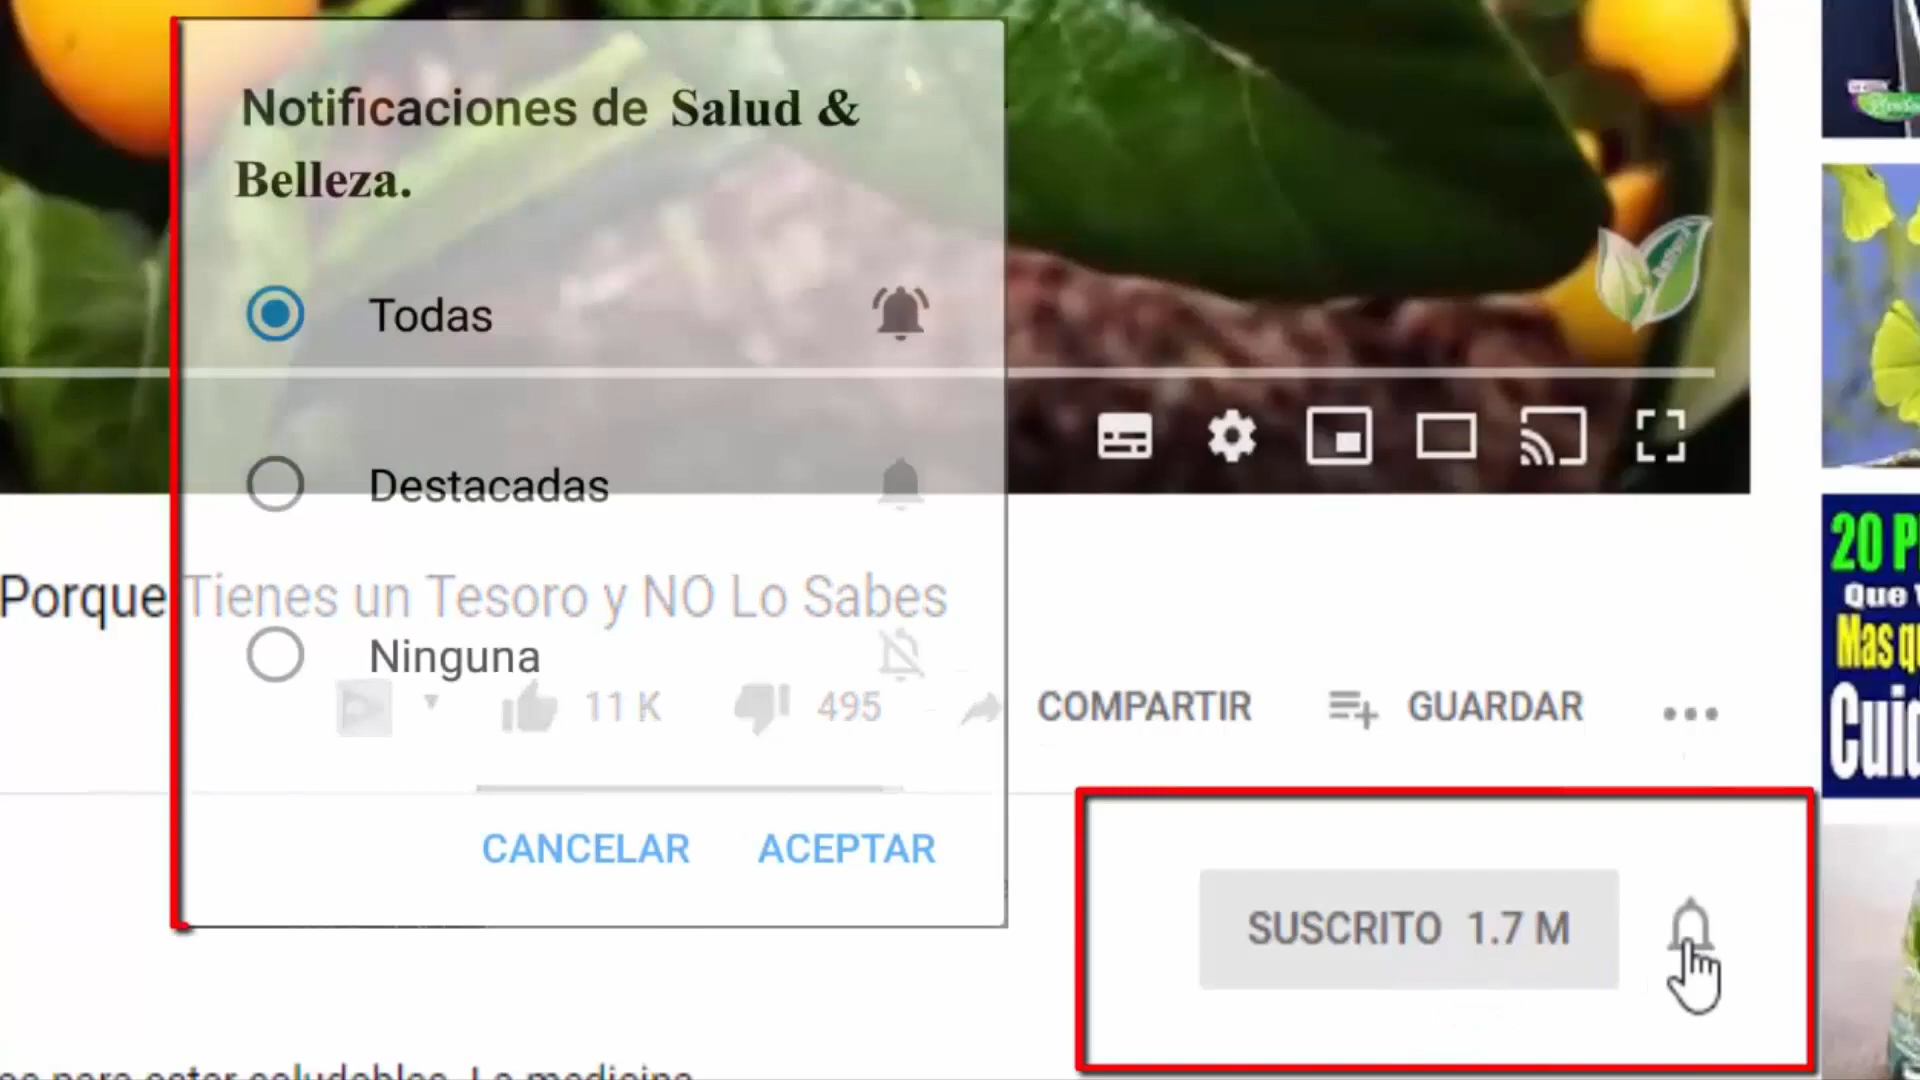 Notificaciones de Salud &
Belleza.
Todas
Destacadas
Porque Tienes un Tesoro y NO Lo Sabes
Ninguna
11 K 495 COMPARTIR GUARDAR
CANCELAR ACEPTAR
SUSCRITO 1.7 M
20
Que
Mas